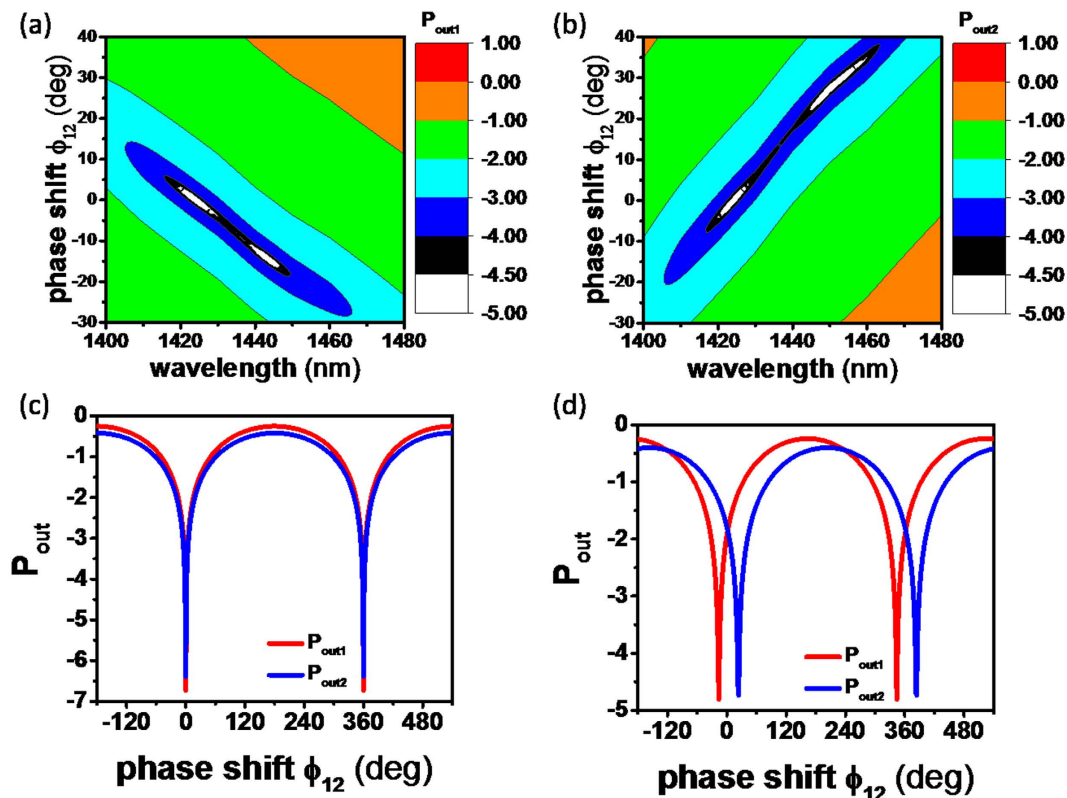 (a)
P out1
40
30
20
10
0
-10
-20
-30
phase shift ϕ12 (deg)
1400 1420 1440 1460 1480
wavelength (nm)
1.00
0.00
-1.00
-2.00
-3.00
-4.00
-4.50
-5.00
(b)
P out2
40
30
20
10
0
-10
-20
-30
phase shift ϕ12 (deg)
1400 1420 1440 1460 1480
wavelength (nm)
1.00
0.00
-1.00
-2.00
-3.00
-4.00
-4.50
-5.00
(c)
0
-1
-2
-3
-4
-5
-6
-7
Pout
Pout1
Pout2
-120 0 120 240 360 480
phase shift ϕ12 (deg)
(d)
0
-1
-2
-3
-4
-5
Pout
Pout1
Pout2
-120 0 120 240 360 480
phase shift ϕ12 (deg)